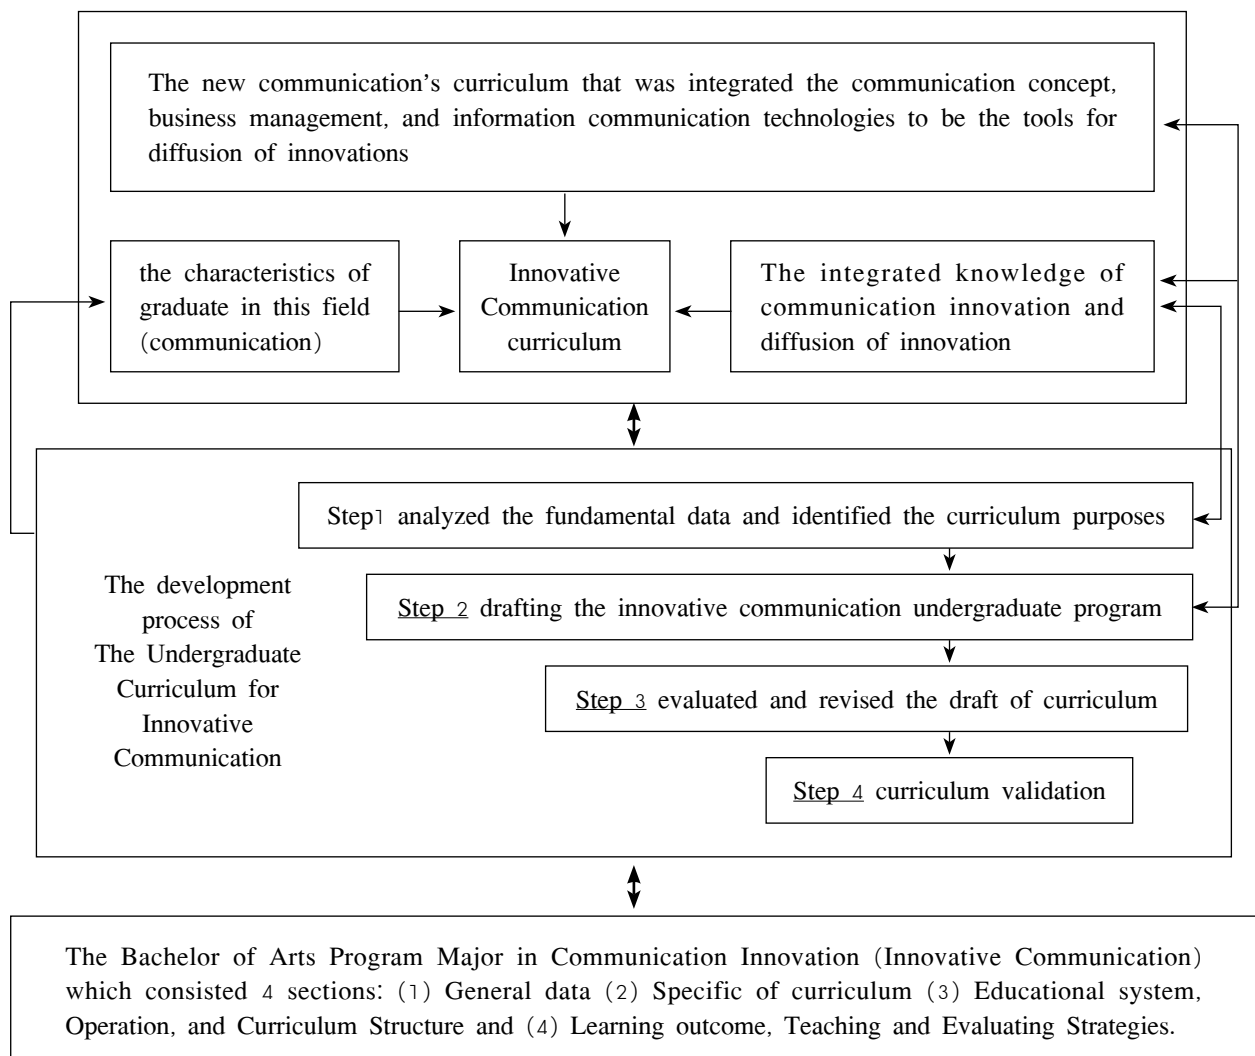 The new communication's curriculum that was integrated the communication concept,
business management, and information communication technologies to be the tools for
diffusion of innovations
the characteristics of
graduate in this field
(communication)
Innovative
Communication
curriculum
The integrated knowledge of
communication innovation and
diffusion of innovation
Step1 analyzed the fundamental data and identified the curriculum purposes
The development
process of
The Undergraduate
Curriculum for
Innovative
Communication
Step 2 drafting the innovative communication undergraduate program
Step 3 evaluated and revised the draft of curriculum
Step 4 curriculum validation
The Bachelor of Arts Program Major in Communication Innovation (Innovative Communication)
which consisted 4 sections: (1) General data (2) Specific of curriculum (3) Educational system,
Operation, and Curriculum Structure and (4) Learning outcome, Teaching and Evaluating Strategies.